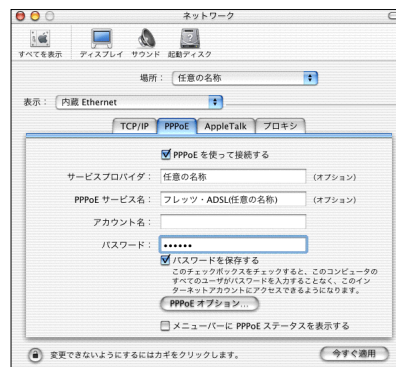 ネットワーク
すべてを表示 ディスプレイ サウンド 起動ディスク
場所： 任意の名称
表示： 内蔵 Ethernet
TCP/IP PPPoE AppleTalk プロキシ
PPPoE を使って接続する
サービスプロバイダ： 任意の名称 (オプション)
PPPoE サービス名： フレッツ・ADSL(任意の名称) (オプション)
アカウント名：
パスワード： ••••••
パスワードを保存する
このチェックボックスをチェックすると、このコンピュータの
すべてのユーザがパスワードを入力することなく、このイン
ターネットアカウントにアクセスできるようになります。
PPPoE オプション...
メニューバーに PPPoE ステータスを表示する
変更できないようにするにはカギをクリックします。 今すぐ適用